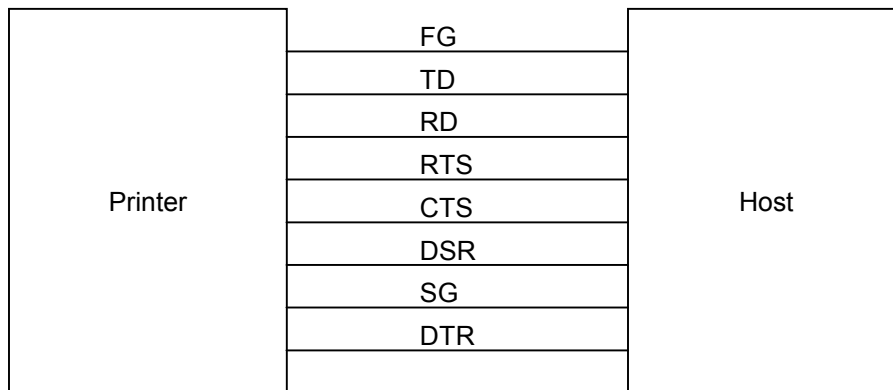 FG
TD
RD
RTS
Printer
CTS
Host
DSR
SG
DTR